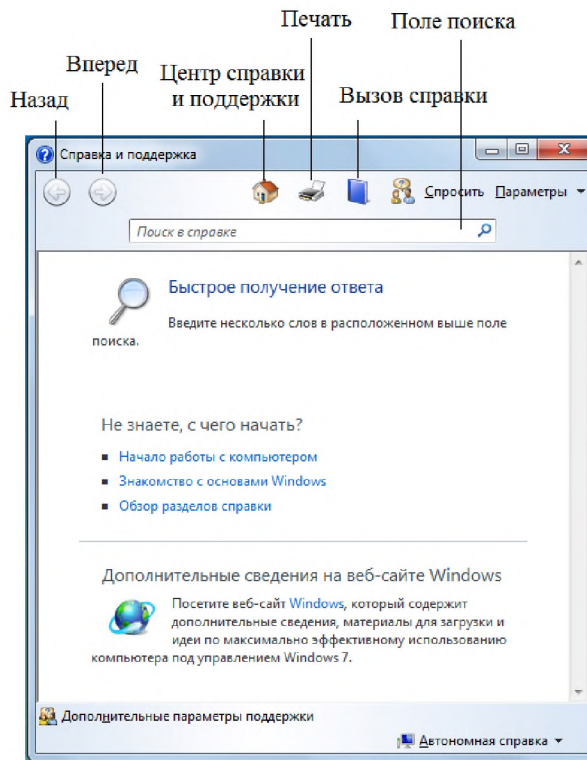 Печать
Поле поиска
Вперед
Центр справки
и поддержки
Вызов справки
Назад
Справка и поддержка
Спросить Параметры
Поиск в справке
Быстрое получение ответа
Введите несколько слов в расположенном выше поле
поиска.
Не знаете, с чего начать?
Начало работы с компьютером
Знакомство с основами Windows
Обзор разделов справки
Дополнительные сведения на веб-сайте Windows
Посетите веб-сайт Windows, который содержит
дополнительные сведения, материалы для загрузки и
идеи по максимально эффективному использованию
компьютера под управлением Windows 7.
Дополнительные параметры поддержки
Автономная справка